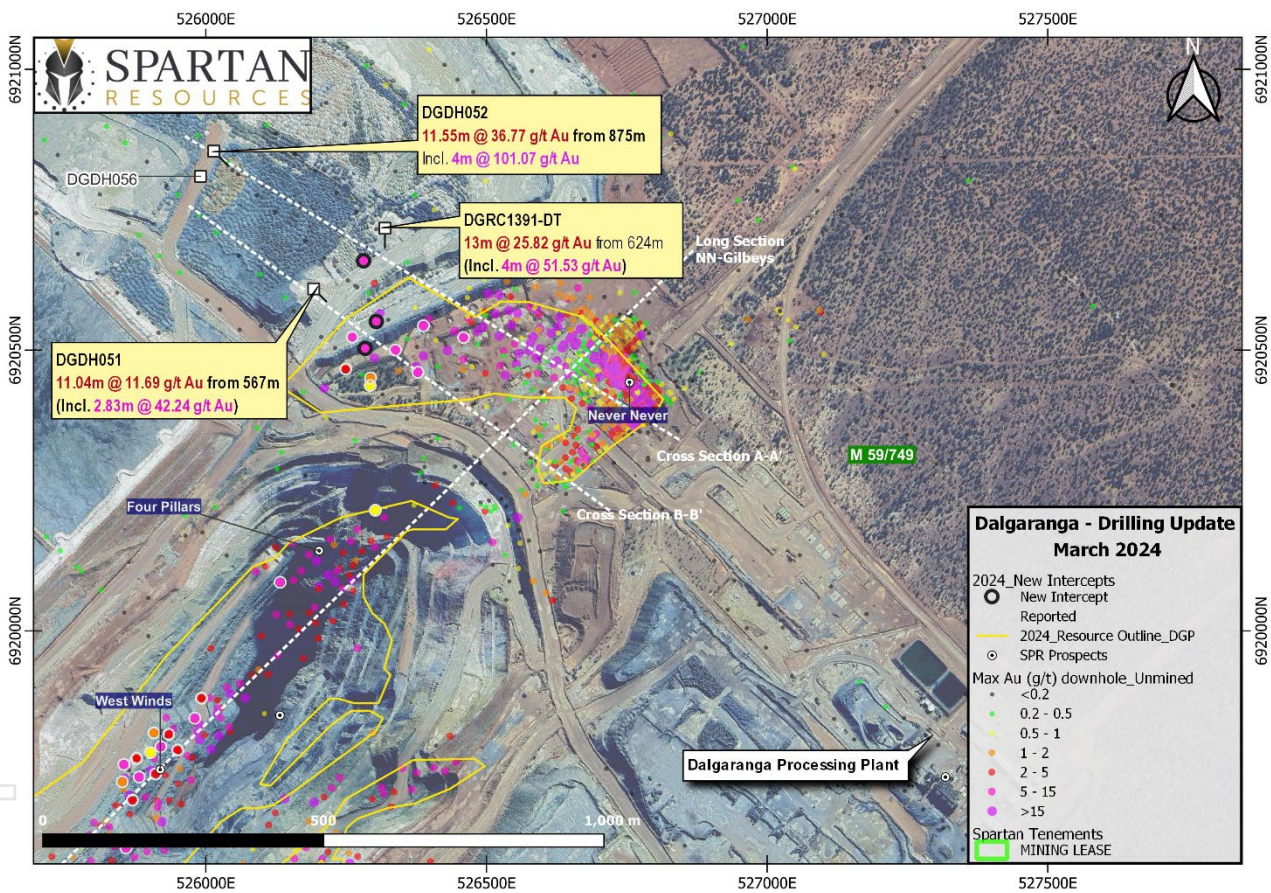 526000E
526500E
527000E
527500E
6921000N
6921000N
SPARTAN
RESOURCES
N
DGDH052
11.55m @ 36.77 g/t Au from 875m
Incl. 4m @ 101.07 g/t Au
DGDH056
DGRC1391-DT
13m @ 25.82 g/t Au from 624m
(Incl. 4m @ 51.53 g/t Au)
Long Section
NN-Gilbeys
6920500N
6920500N
DGDH051
11.04m @ 11.69 g/t Au from 567m
(Incl. 2.83m @ 42.24 g/t Au)
Never Never
Cross Section A-A'
M 59/749
Cross Section B-B'
Four Pillars
6920000N
6920000N
West Winds
Dalgaranga Processing Plant
Dalgaranga - Drilling Update
March 2024
2024_New Intercepts
New Intercept
Reported
2024_Resource Outline_DGP
SPR Prospects
Max Au (g/t) downhole_Unmined
<0.2
0.2 - 0.5
0.5 - 1
1 - 2
2 - 5
5 - 15
>15
Spartan Tenements
MINING LEASE
0
500
1,000 m
526000E
526500E
527000E
527500E